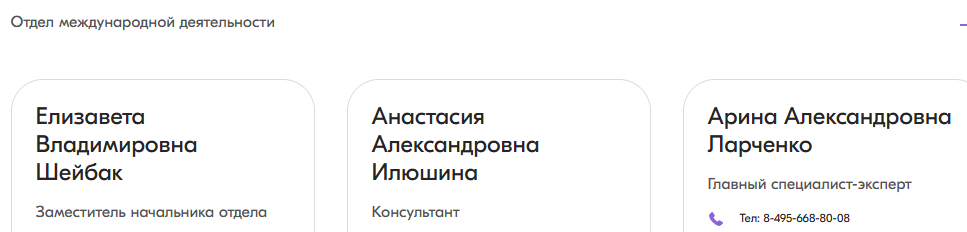 Отдел международной деятельности
Елизавета
Владимировна
Шейбак
Заместитель начальника отдела
Анастасия
Александровна
Илюшина
Консультант
Арина Александровна
Ларченко
Главный специалист-эксперт
Тел: 8-495-668-80-08